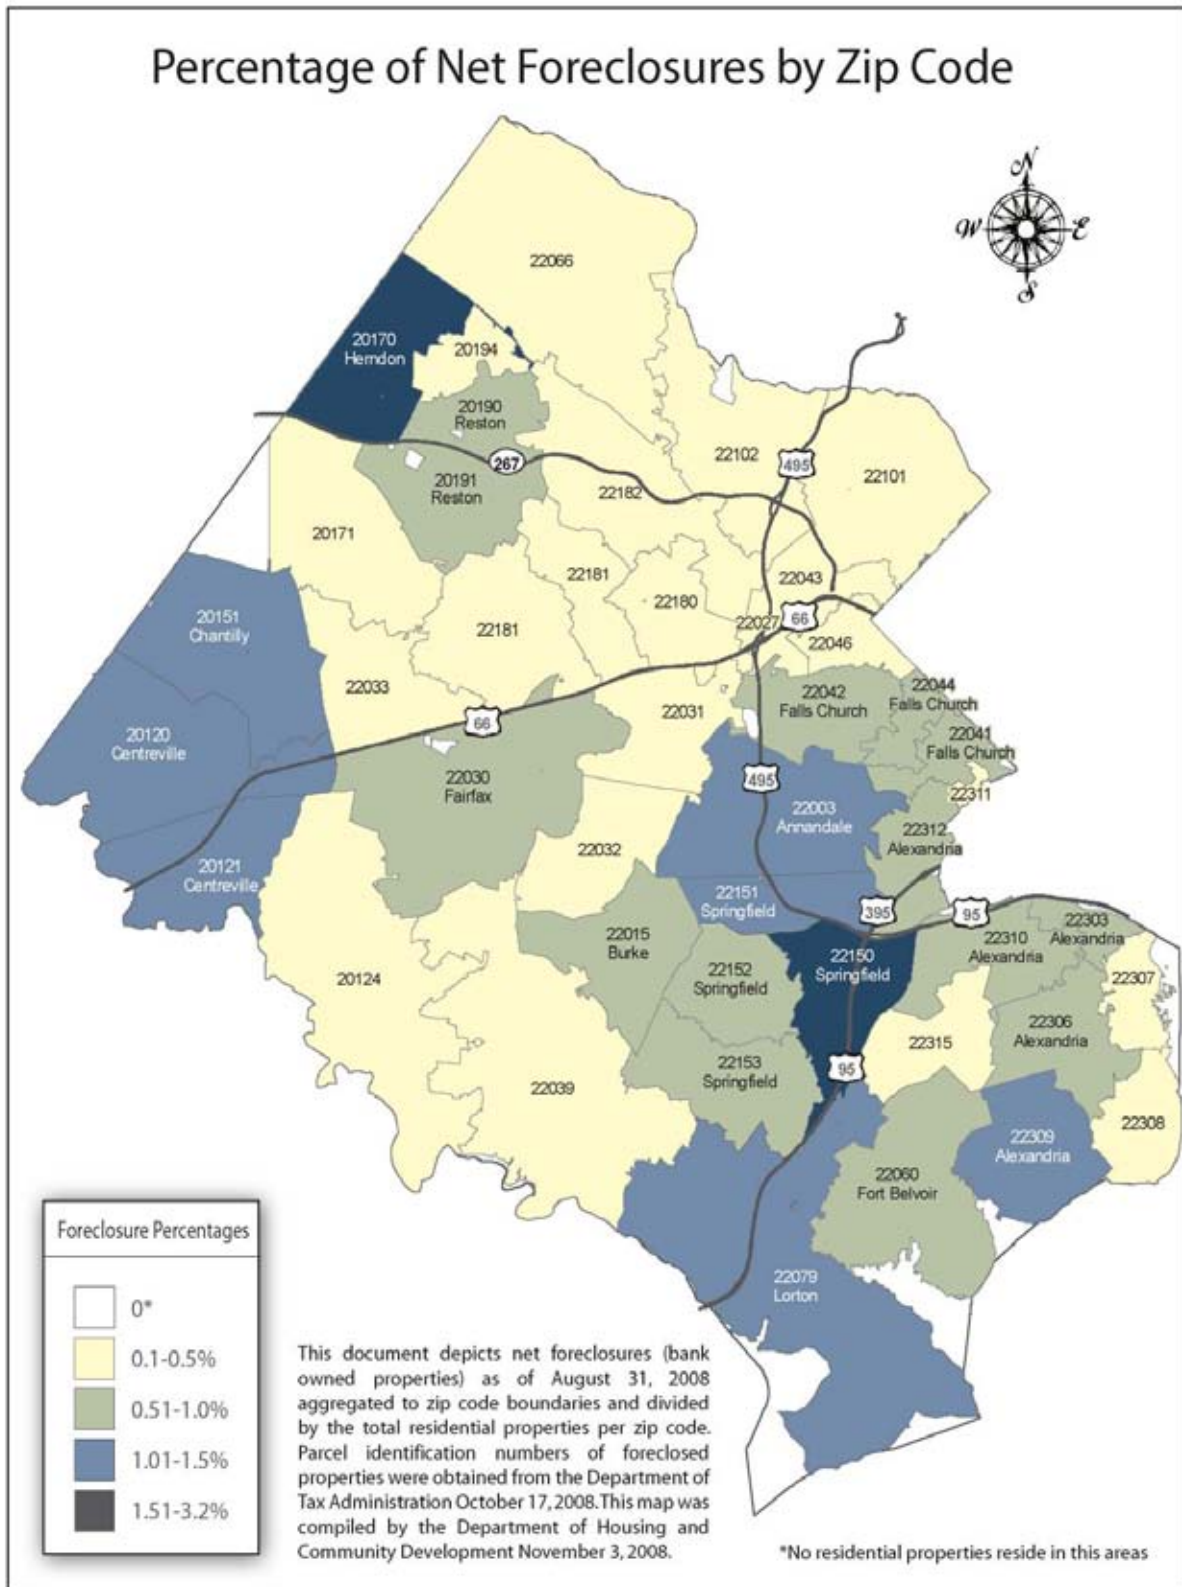 Percentage of Net Foreclosures by Zip Code
N
W E
S
22066
20170
Herndon
20194
20190
Reston
267
20191
Reston
22102
495
22101
22182
20171
22181
22180
22043
22027
66
20151
Chantilly
22181
22046
22033
22042
Falls Church
22044
Falls Church
22031
66
20120
Centreville
22041
Falls Church
22030
Fairfax
495
22311
22003
Annandale
22312
Alexandria
22032
20121
Centreville
22151
Springfield
395
95
22303
Alexandria
22015
Burke
22310
Alexandria
22150
Springfield
22152
Springfield
20124
22307
22306
Alexandria
22315
22153
Springfield
95
22039
22308
22309
Alexandria
22060
Fort Belvoir
22079
Lorton
Foreclosure Percentages
0*
0.1-0.5%
0.51-1.0%
1.01-1.5%
1.51-3.2%
This document depicts net foreclosures (bank
owned properties) as of August 31, 2008
aggregated to zip code boundaries and divided
by the total residential properties per zip code.
Parcel identification numbers of foreclosed
properties were obtained from the Department of
Tax Administration October 17, 2008. This map was
compiled by the Department of Housing and
Community Development November 3, 2008.
*No residential properties reside in this areas